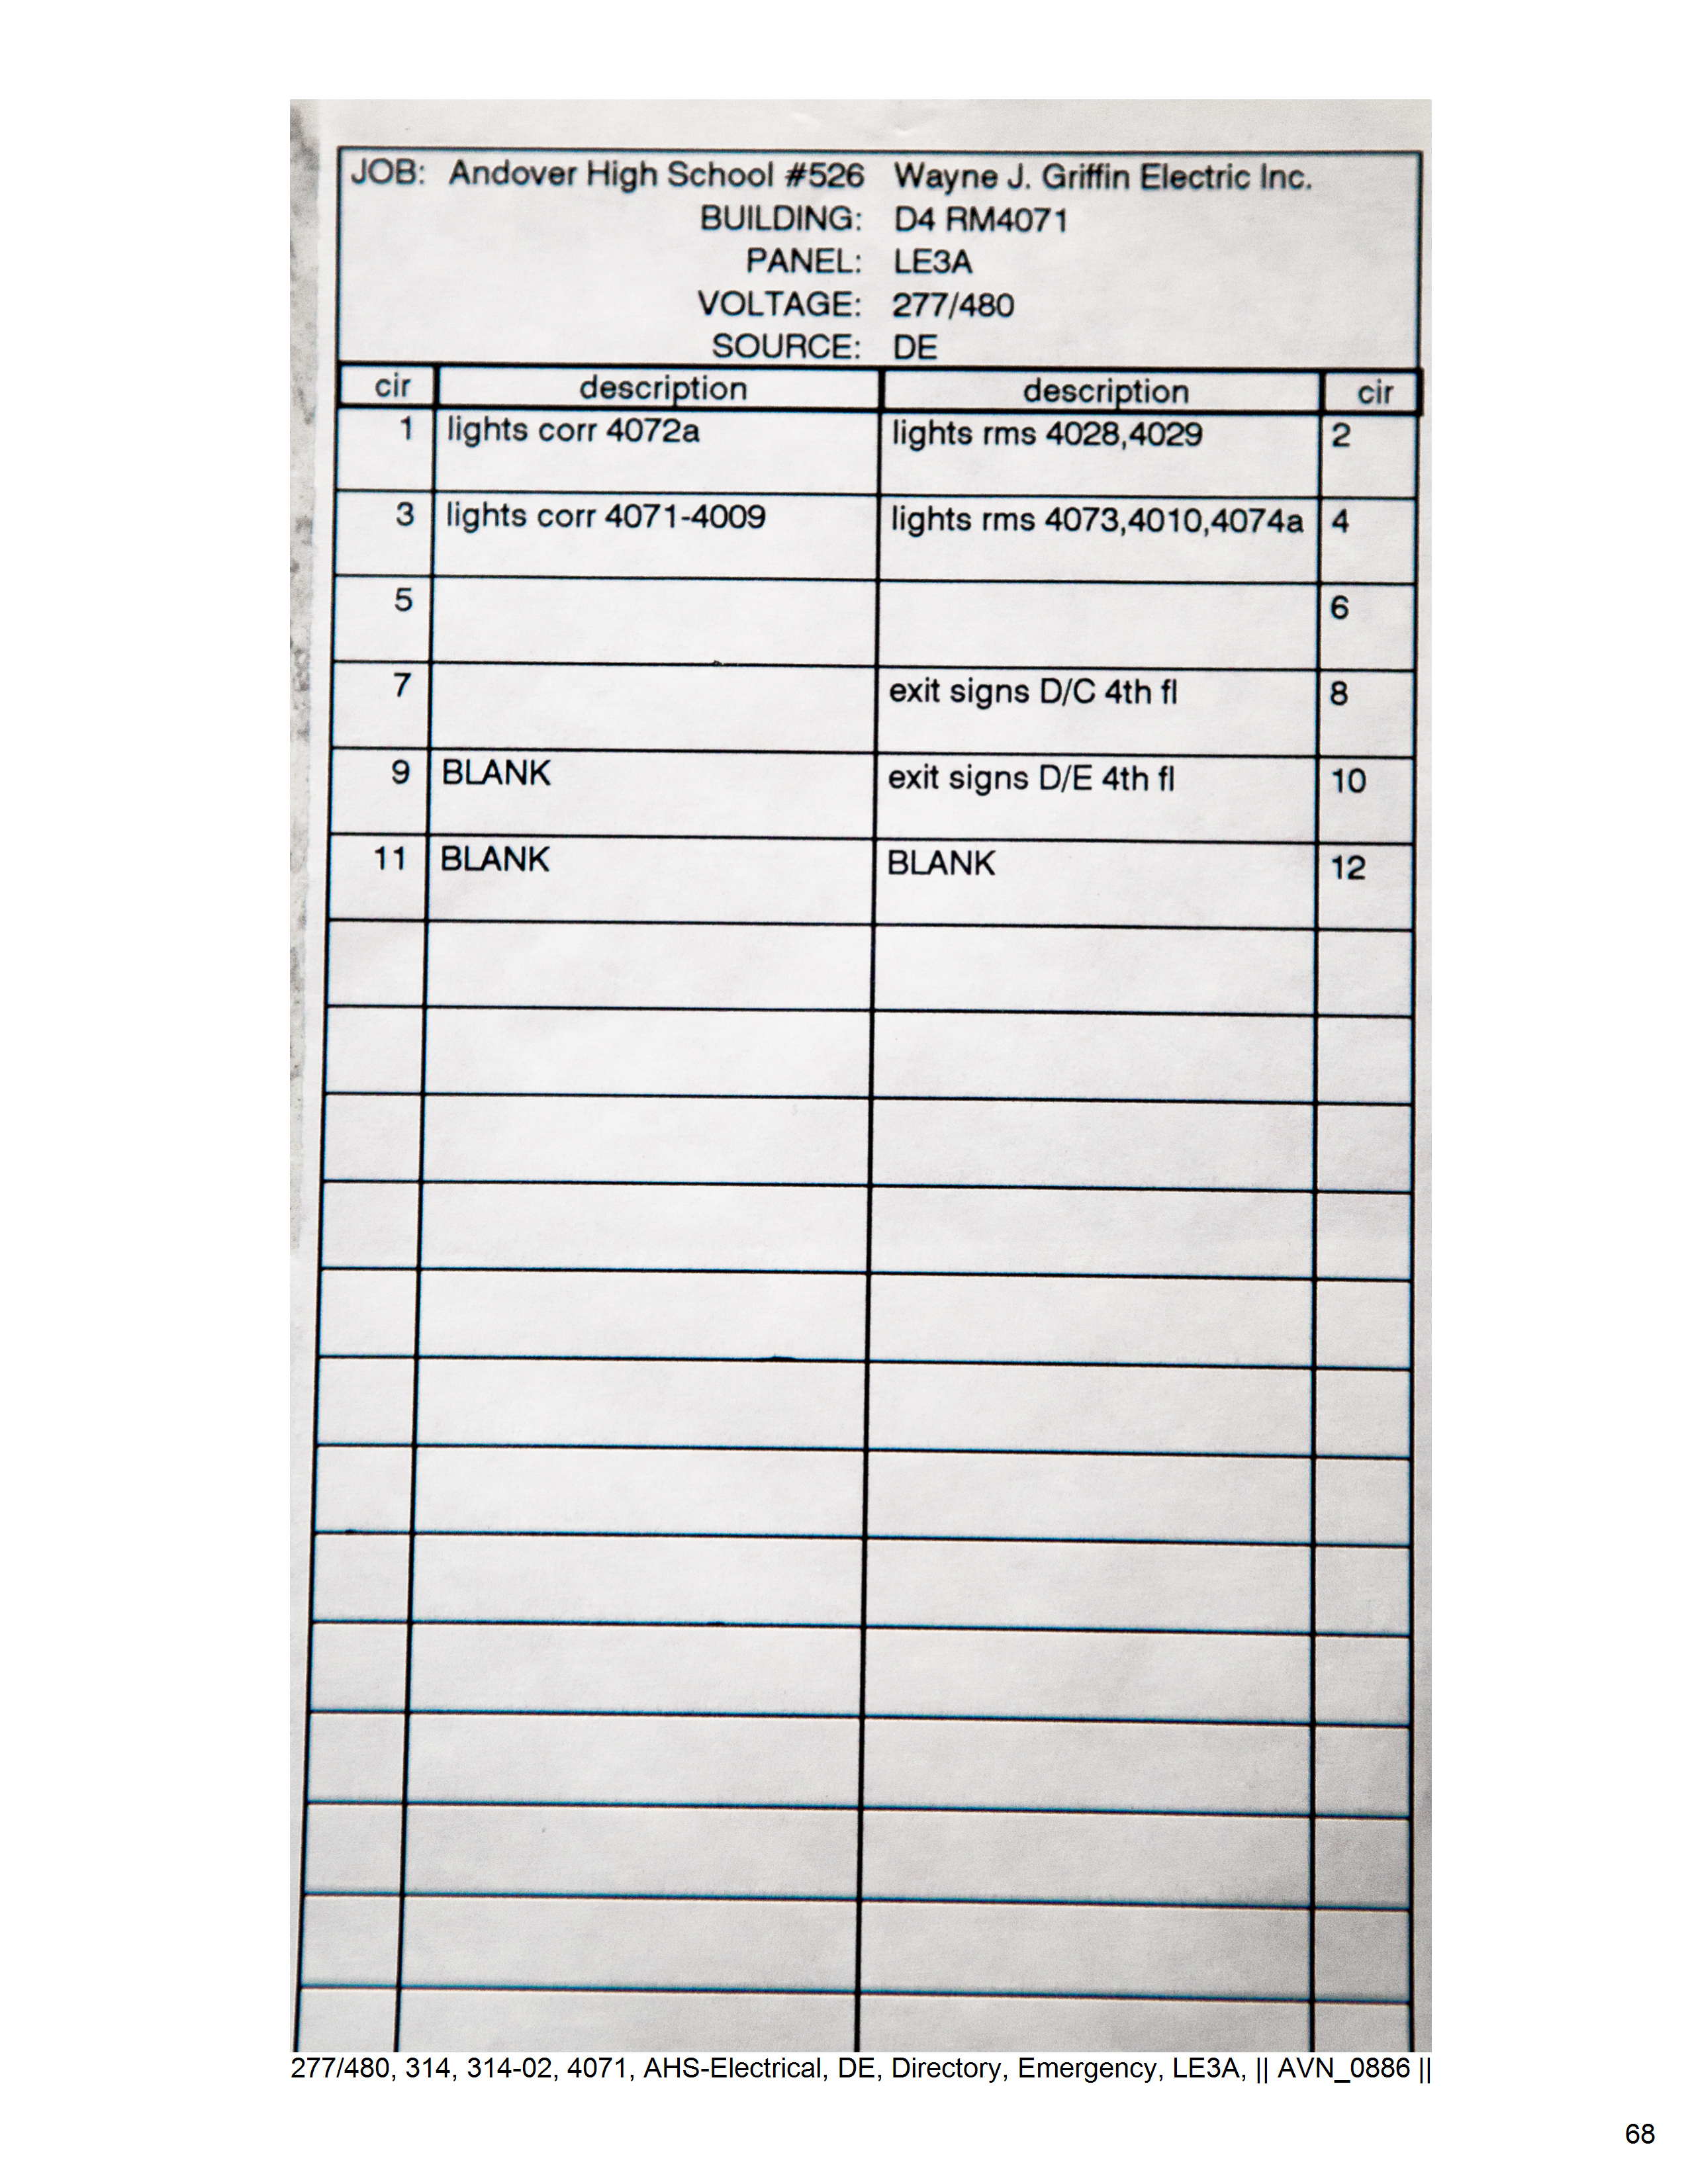 JOB: Andover High School #526 Wayne J. Griffin Electric Inc.
BUILDING: D4 RM4071
PANEL: LE3A
VOLTAGE: 277/480
SOURCE: DE
cir description description cir
1 lights corr 4072a lights rms 4028,4029 2
3 lights corr 4071-4009 lights rms 4073,4010,4074a 4
5 6
7 exit signs D/C 4th fl 8
9 BLANK exit signs D/E 4th fl 10
11 BLANK BLANK 12
277/480, 314, 314-02, 4071, AHS-Electrical, DE, Directory, Emergency, LE3A, || AVN_0886 ||
68